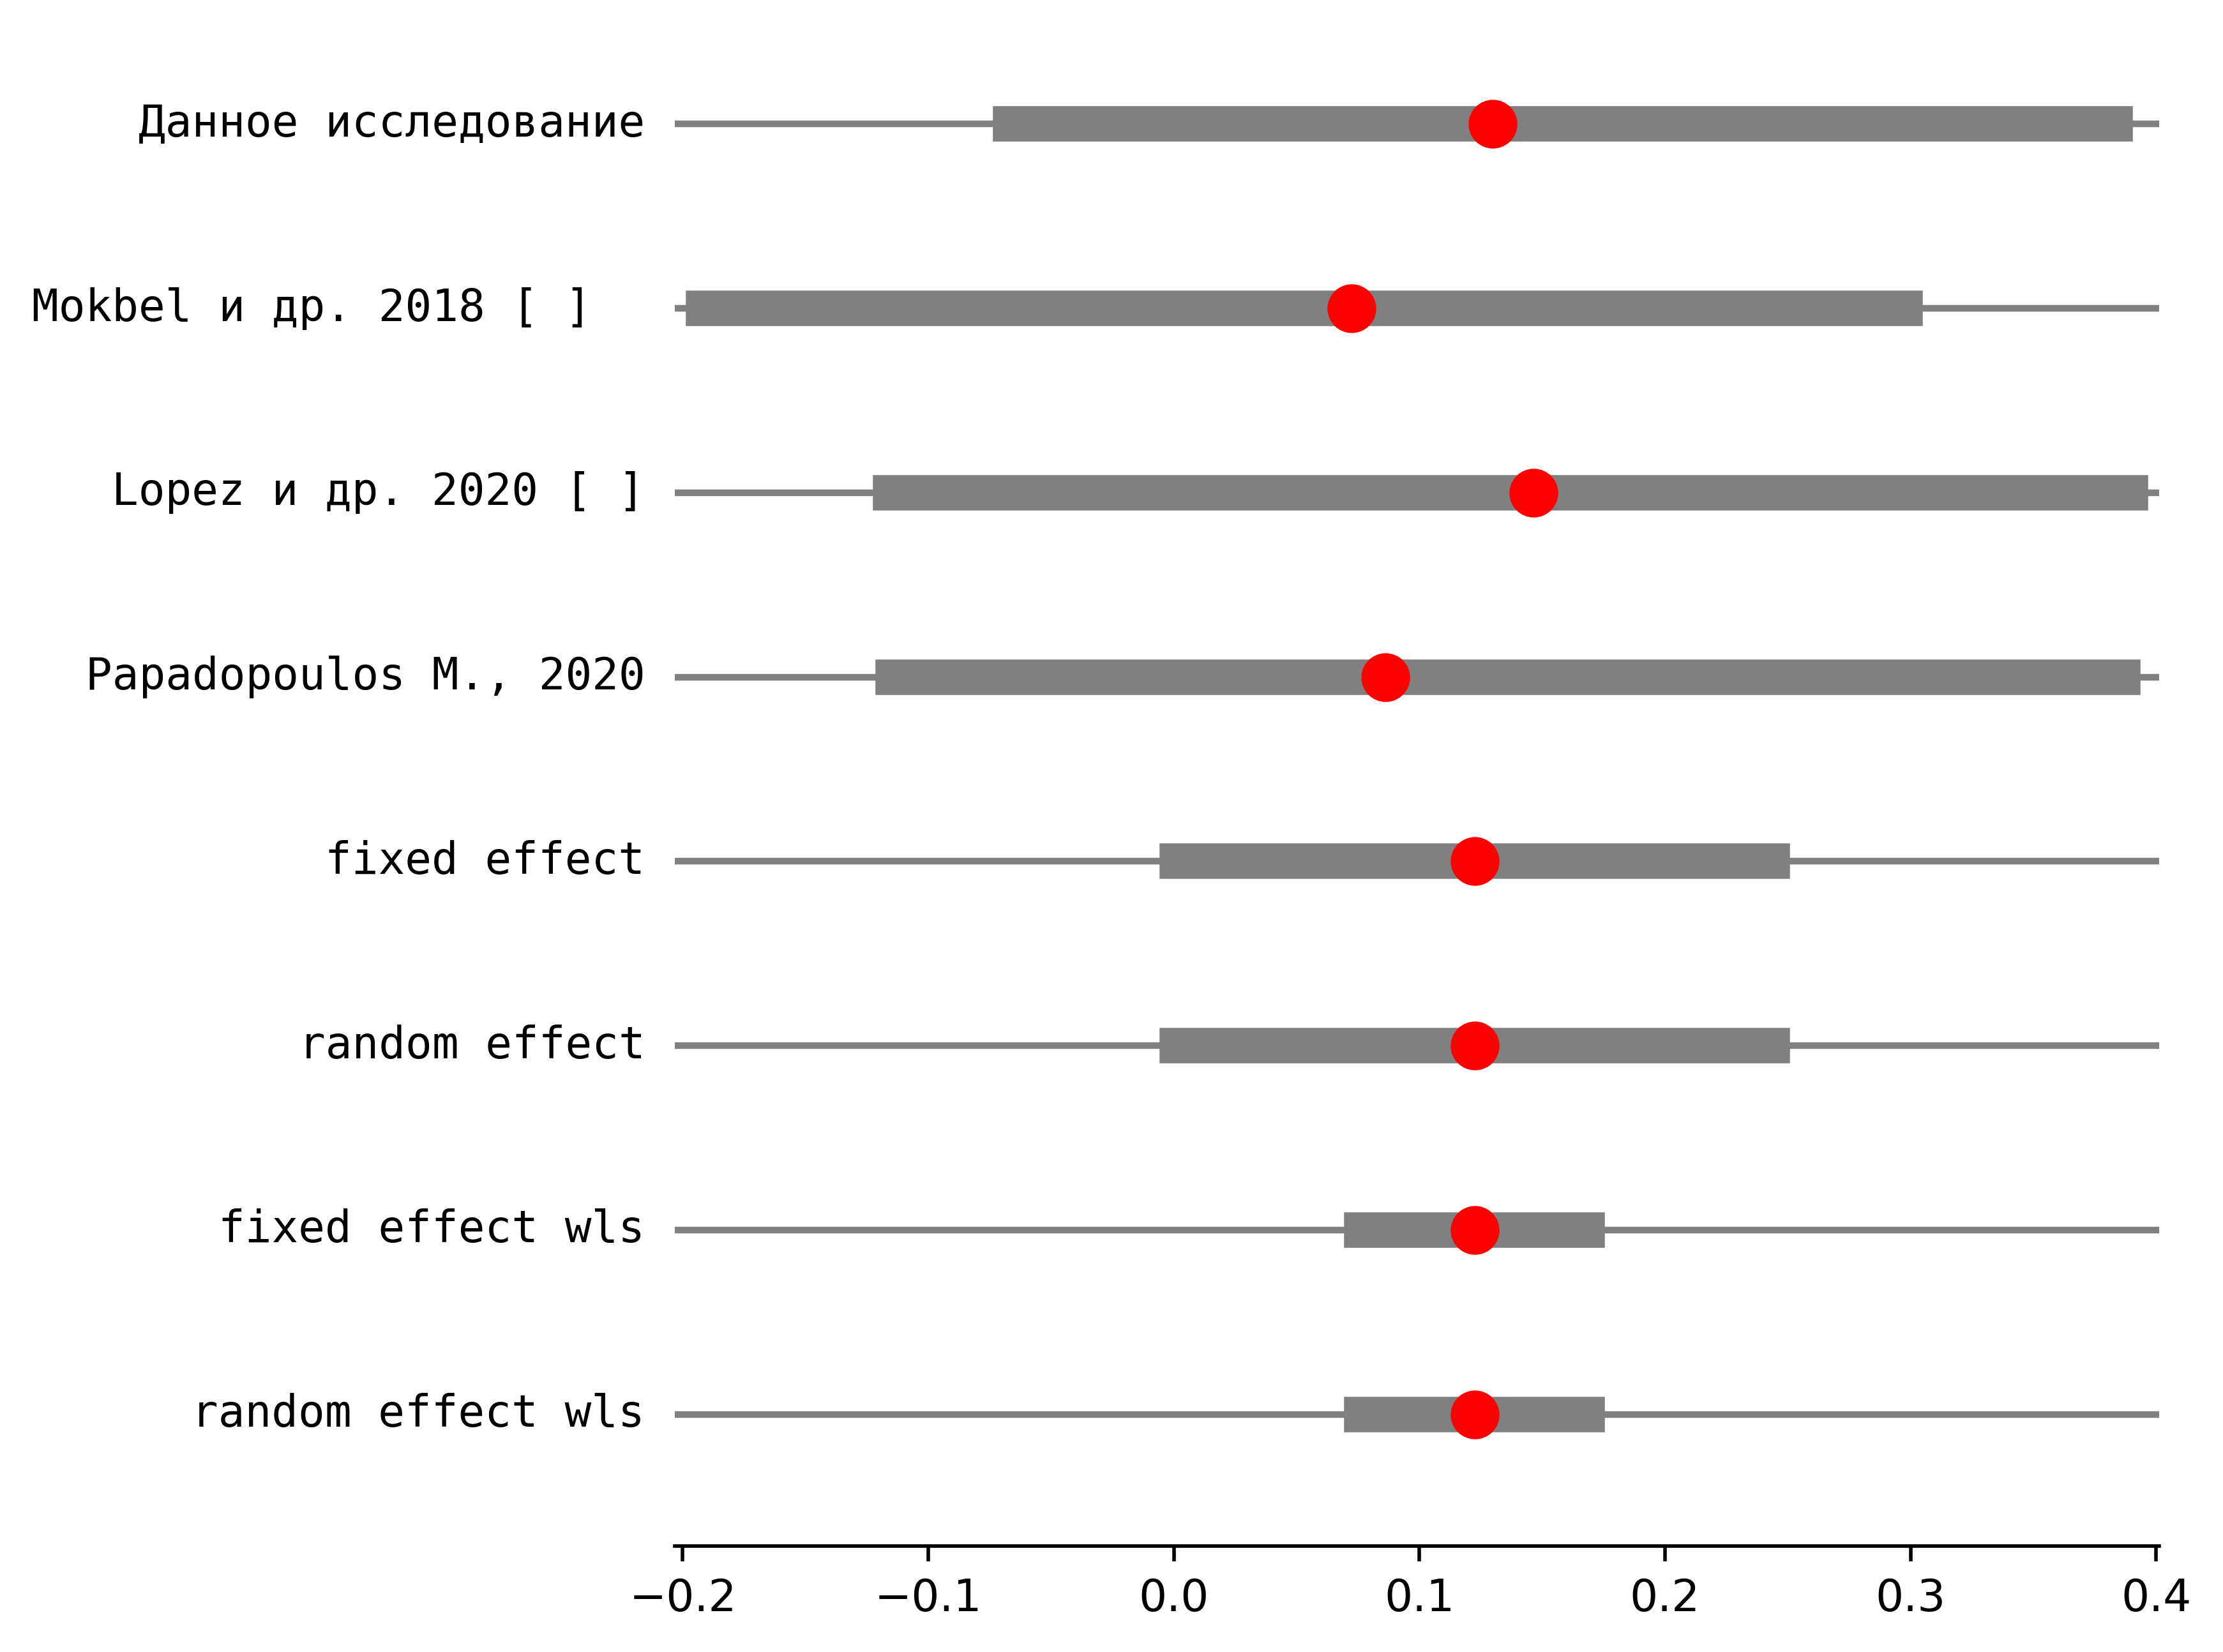 Данное исследование
Mokbel и др. 2018 [ ]
Lopez и др. 2020 [ ]
Papadopoulos M., 2020
fixed effect
random effect
fixed effect wls
random effect wls
−0.2 −0.1 0.0 0.1 0.2 0.3 0.4